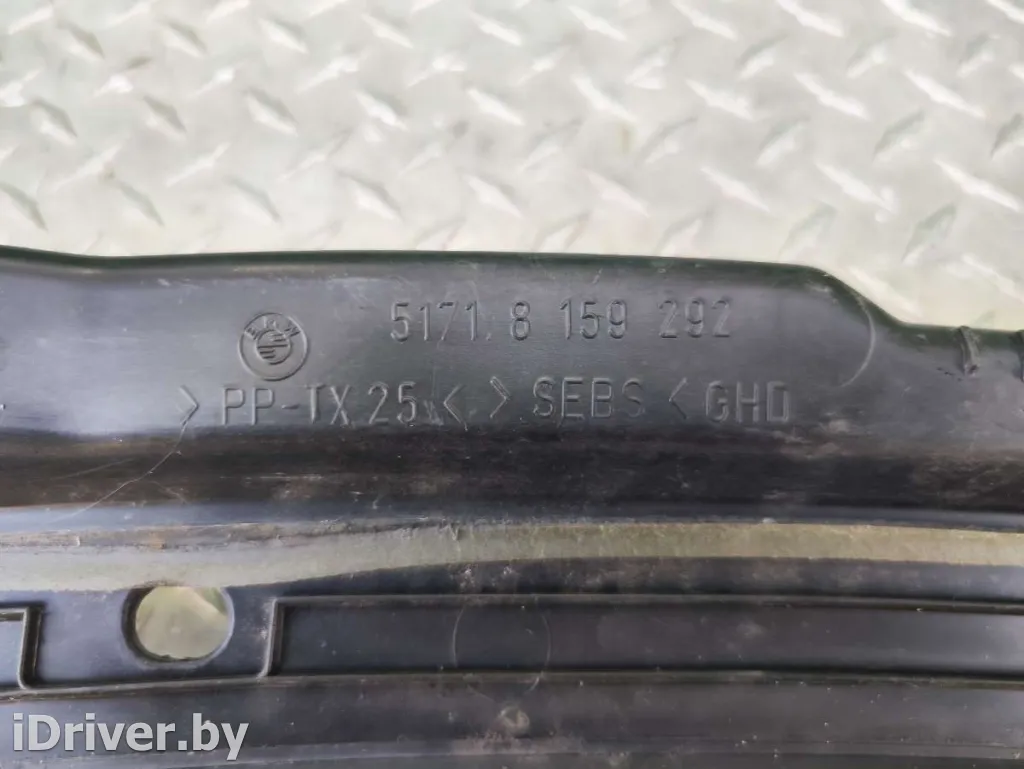 5171.8 159 292
>PP-TX 25< >SEBS< GHD
iDriver.by